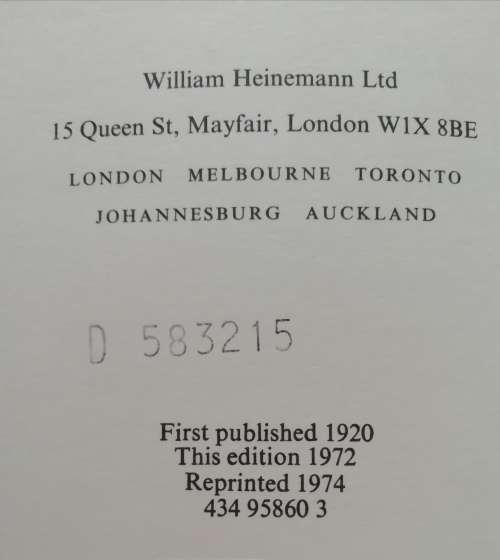 William Heinemann Ltd
15 Queen St, Mayfair, London W1X 8BE
LONDON MELBOURNE TORONTO
JOHANNESBURG AUCKLAND
D 583215
First published 1920
This edition 1972
Reprinted 1974
434 95860 3